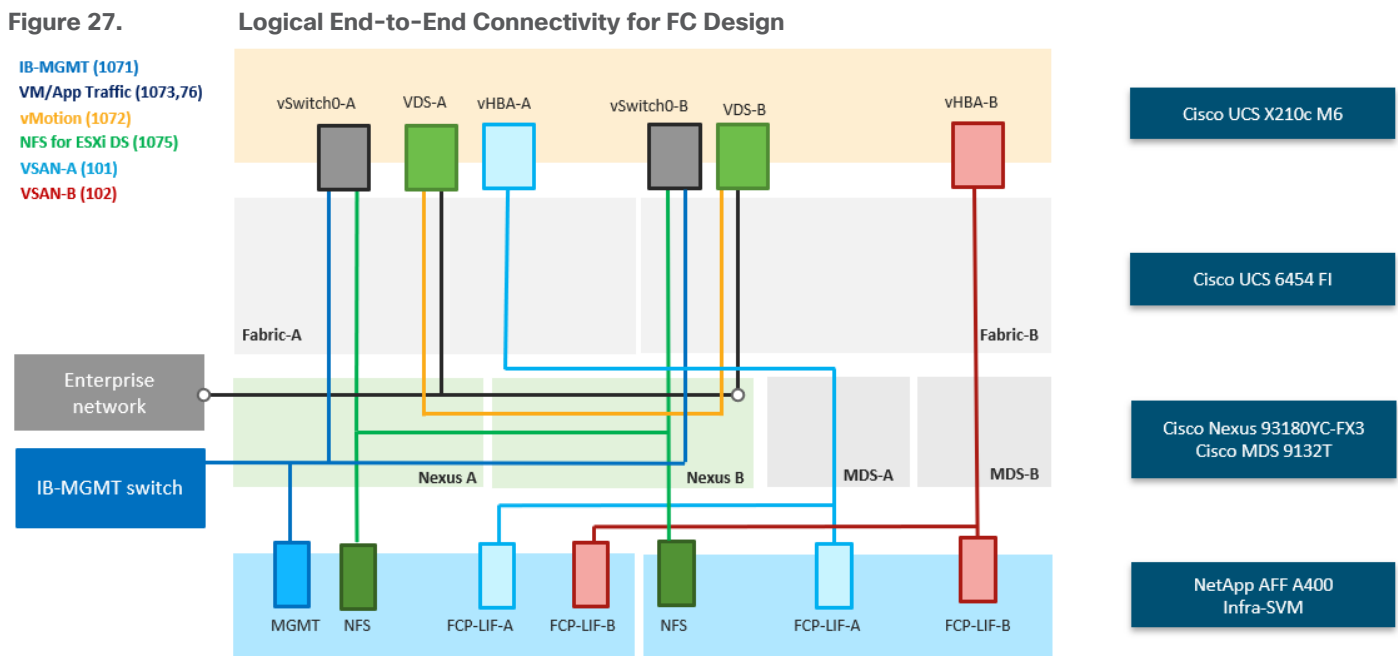 Figure 27. Logical End-to-End Connectivity for FC Design
IB-MGMT (1071)
VM/App Traffic (1073,76)
vMotion (1072)
NFS for ESXi DS (1075)
VSAN-A (101)
VSAN-B (102)
vSwitch0-A
VDS-A
vHBA-A
vSwitch0-B
VDS-B
vHBA-B
Cisco UCS X210c M6
Fabric-A
Fabric-B
Cisco UCS 6454 FI
Enterprise
network
IB-MGMT switch
Nexus A
Nexus B
MDS-A
MDS-B
Cisco Nexus 93180YC-FX3
Cisco MDS 9132T
MGMT
NFS
FCP-LIF-A
FCP-LIF-B
NFS
FCP-LIF-A
FCP-LIF-B
NetApp AFF A400
Infra-SVM